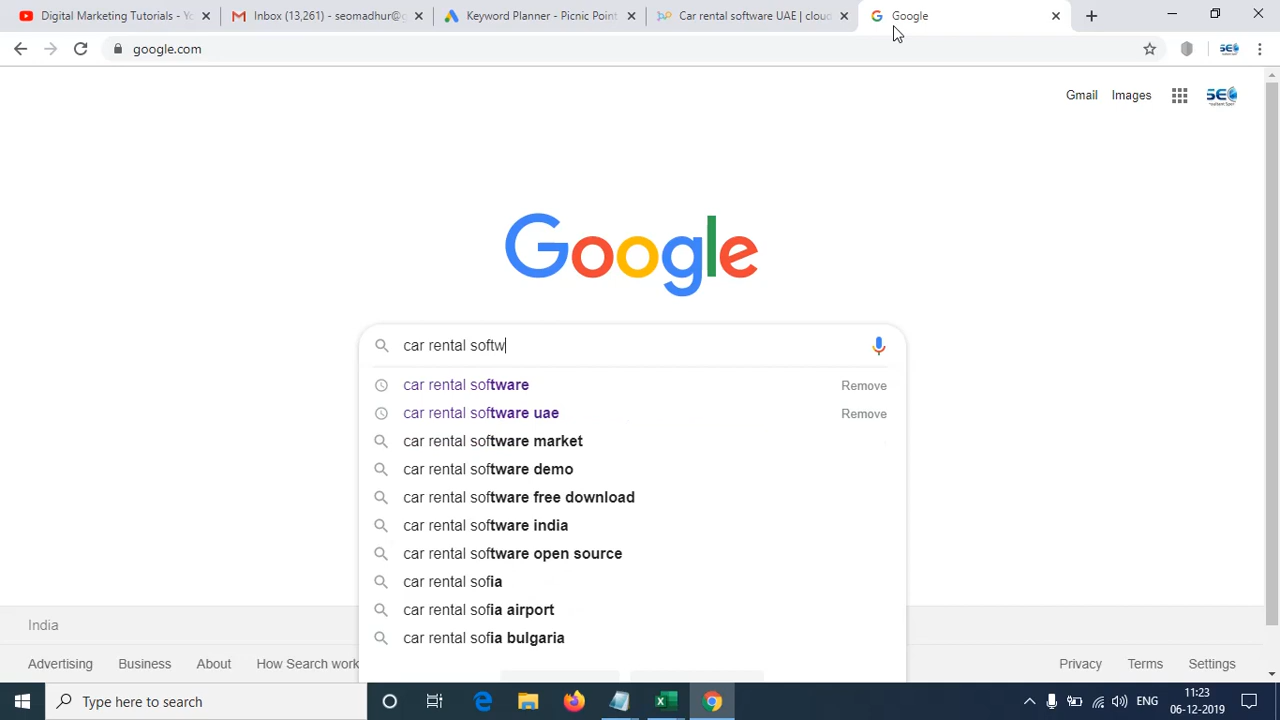 Digital Marketing Tutorials - Yo
Inbox (13,261) - seomadhur@g
Keyword Planner - Picnic Point
Car rental software UAE | cloud
Google
google.com
Gmail
Images
SEO
Google
car rental softw
car rental software
Remove
car rental software uae
Remove
car rental software market
car rental software demo
car rental software free download
car rental software india
car rental software open source
car rental sofia
car rental sofia airport
car rental sofia bulgaria
India
Advertising
Business
About
How Search work
Privacy
Terms
Settings
Type here to search
ENG
11:23
06-12-2019